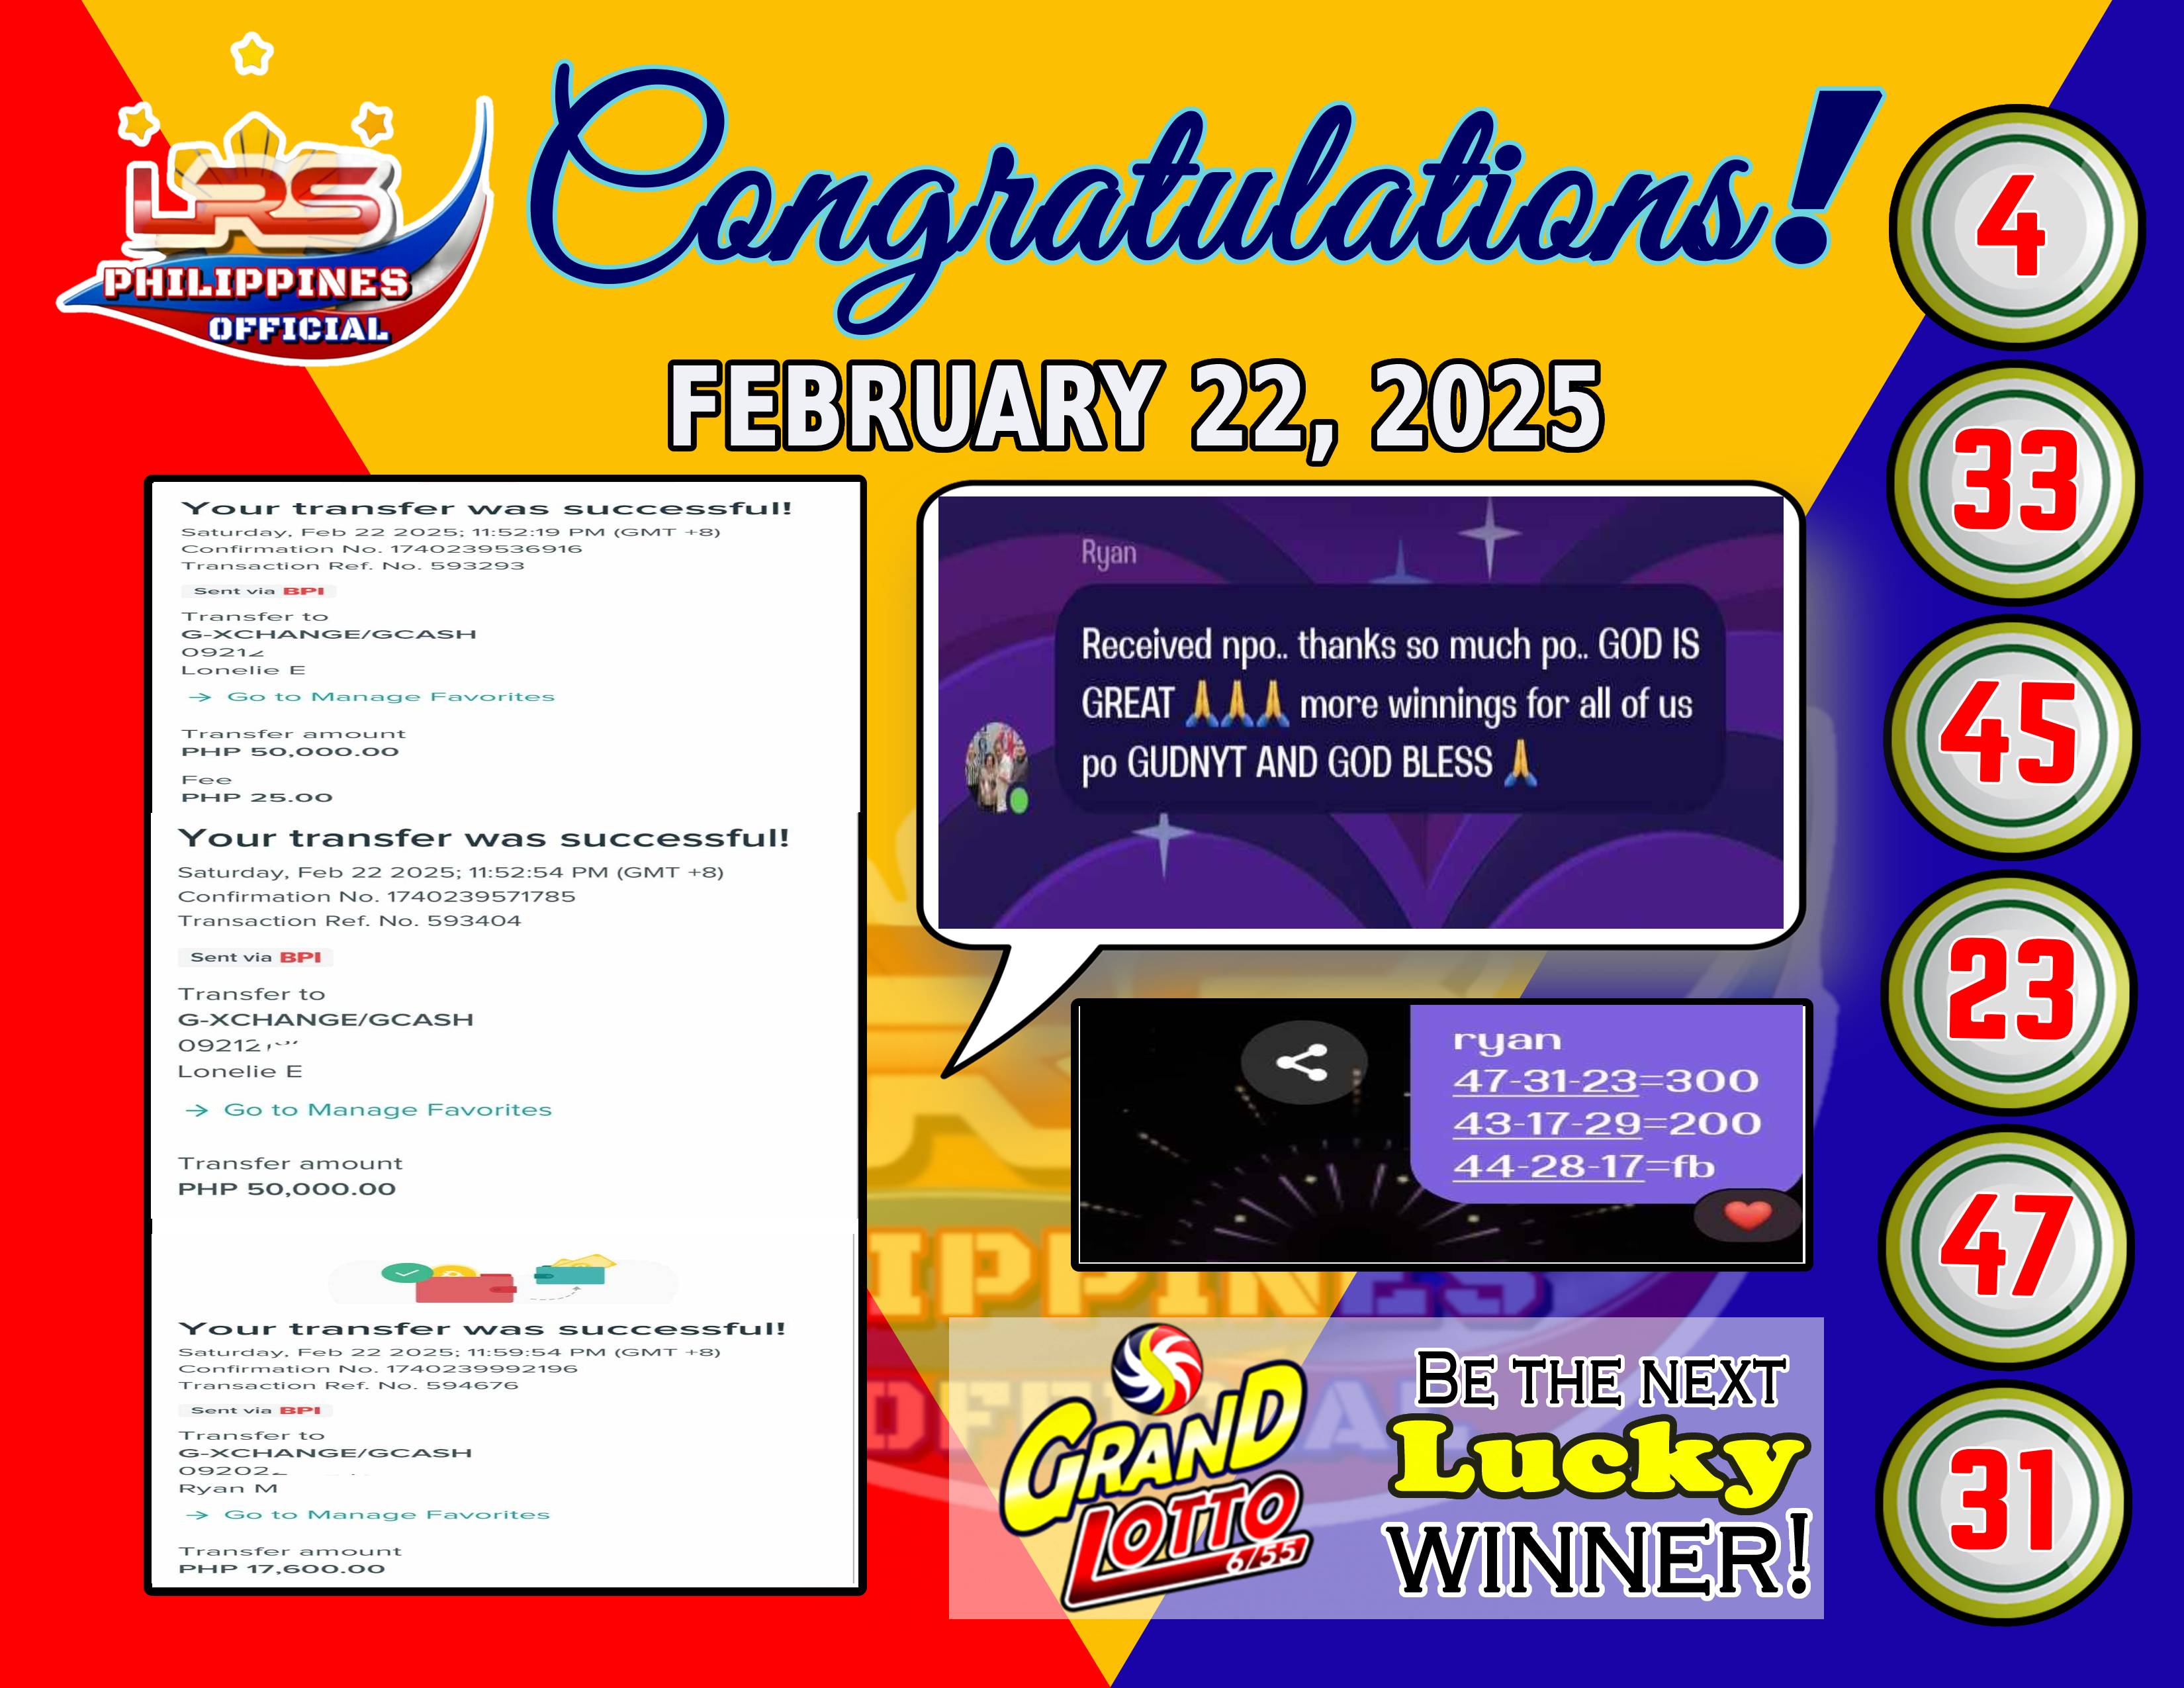 LRS
PHILIPPINES
OFFICIAL
Congratulations!
FEBRUARY 22, 2025
Your transfer was successful!
Saturday, Feb 22 2025; 11:52:19 PM (GMT +8)
Confirmation No. 1740239536916
Transaction Ref. No. 593293
Sent via BPI
Transfer to
G-XCHANGE/GCASH
09212
Lonelie E
→ Go to Manage Favorites
Transfer amount
PHP 50,000.00
Fee
PHP 25.00
Your transfer was successful!
Saturday, Feb 22 2025; 11:52:54 PM (GMT +8)
Confirmation No. 1740239571785
Transaction Ref. No. 593404
Sent via BPI
Transfer to
G-XCHANGE/GCASH
09212
Lonelie E
→ Go to Manage Favorites
Transfer amount
PHP 50,000.00
Your transfer was successful!
Saturday, Feb 22 2025; 11:59:54 PM (GMT +8)
Confirmation No. 1740239992196
Transaction Ref. No. 594676
Sent via BPI
Transfer to
G-XCHANGE/GCASH
09202
Ryan M
→ Go to Manage Favorites
Transfer amount
PHP 17,600.00
Ryan
Received npo.. thanks so much po.. GOD IS
GREAT 🙏🙏🙏 more winnings for all of us
po GUDNYT AND GOD BLESS 🙏
ryan
47-31-23=300
43-17-29=200
44-28-17=fb
GRAND
LOTTO
6/55
BE THE NEXT
Lucky
WINNER!
4
33
45
23
47
31